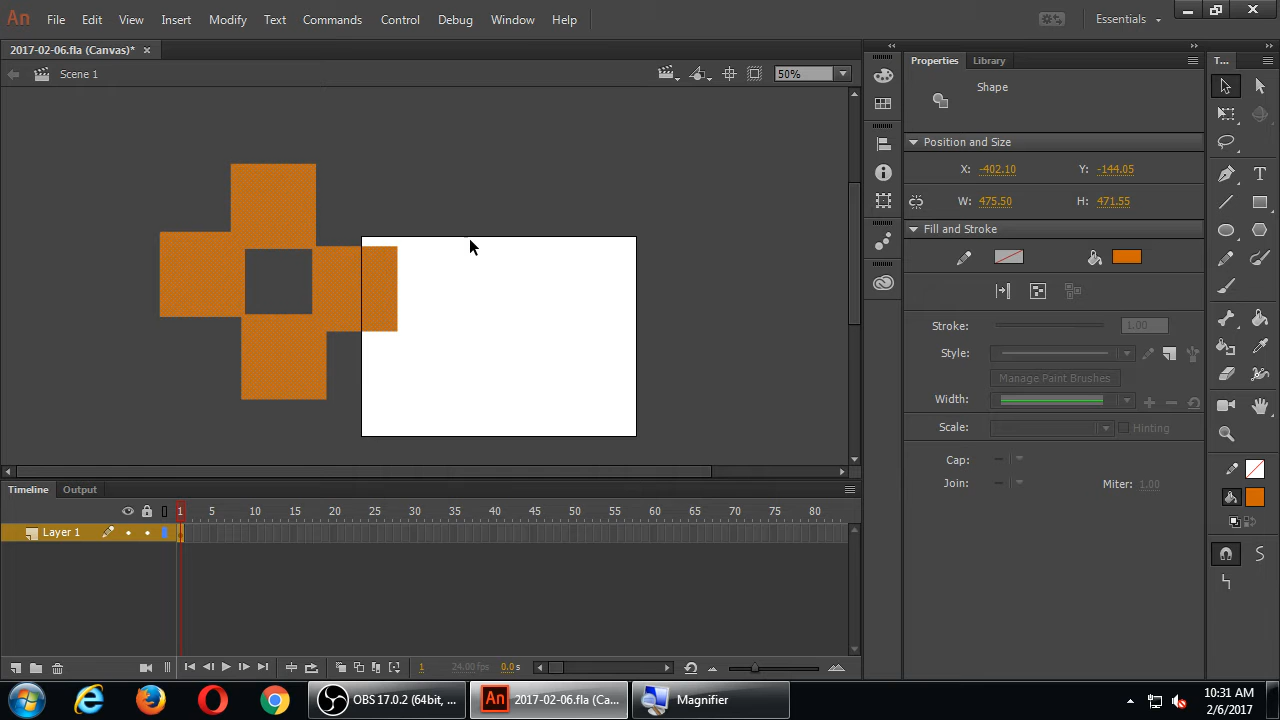 An File Edit View Insert Modify Text Commands Control Debug Window Help Essentials
2017-02-06.fla (Canvas)* ×
Scene 1 50%
Properties Library T...
Shape
Position and Size
X: -402.10 Y: -144.05
W: 475.50 H: 471.55
Fill and Stroke
Stroke: 1.00
Style:
Manage Paint Brushes
Width:
Scale: Hinting
Cap:
Join: Miter: 1.00
Timeline Output
1 5 10 15 20 25 30 35 40 45 50 55 60 65 70 75 80
Layer 1
1 24.00 fps 0.0 s
OBS 17.0.2 (64bit, ... An 2017-02-06.fla (Ca... Magnifier
10:31 AM
2/6/2017